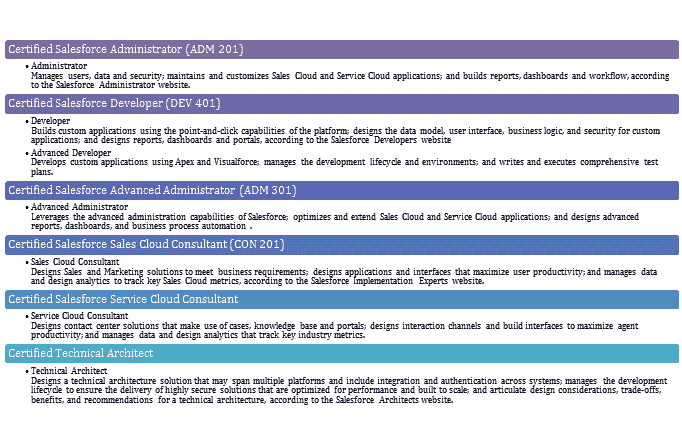 Certified Salesforce Administrator (ADM 201)
• Administrator
Manages users, data and security; maintains and customizes Sales Cloud and Service Cloud applications; and builds reports, dashboards and workflow, according
to the Salesforce Administrator website.
Certified Salesforce Developer (DEV 401)
• Developer
Builds custom applications using the point-and-click capabilities of the platform; designs the data model, user interface, business logic, and security for custom
applications; and designs reports, dashboards and portals, according to the Salesforce Developers website
• Advanced Developer
Develops custom applications using Apex and Visualforce; manages the development lifecycle and environments; and writes and executes comprehensive test
plans.
Certified Salesforce Advanced Administrator (ADM 301)
• Advanced Administrator
Leverages the advanced administration capabilities of Salesforce; optimizes and extend Sales Cloud and Service Cloud applications; and designs advanced
reports, dashboards, and business process automation .
Certified Salesforce Sales Cloud Consultant (CON 201)
• Sales Cloud Consultant
Designs Sales and Marketing solutions to meet business requirements; designs applications and interfaces that maximize user productivity; and manages data
and design analytics to track key Sales Cloud metrics, according to the Salesforce Implementation Experts website.
Certified Salesforce Service Cloud Consultant
• Service Cloud Consultant
Designs contact center solutions that make use of cases, knowledge base and portals; designs interaction channels and build interfaces to maximize agent
productivity; and manages data and design analytics that track key industry metrics.
Certified Technical Architect
• Technical Architect
Designs a technical architecture solution that may span multiple platforms and include integration and authentication across systems; manages the development
lifecycle to ensure the delivery of highly secure solutions that are optimized for performance and built to scale; and articulate design considerations, trade-offs,
benefits, and recommendations for a technical architecture, according to the Salesforce Architects website.